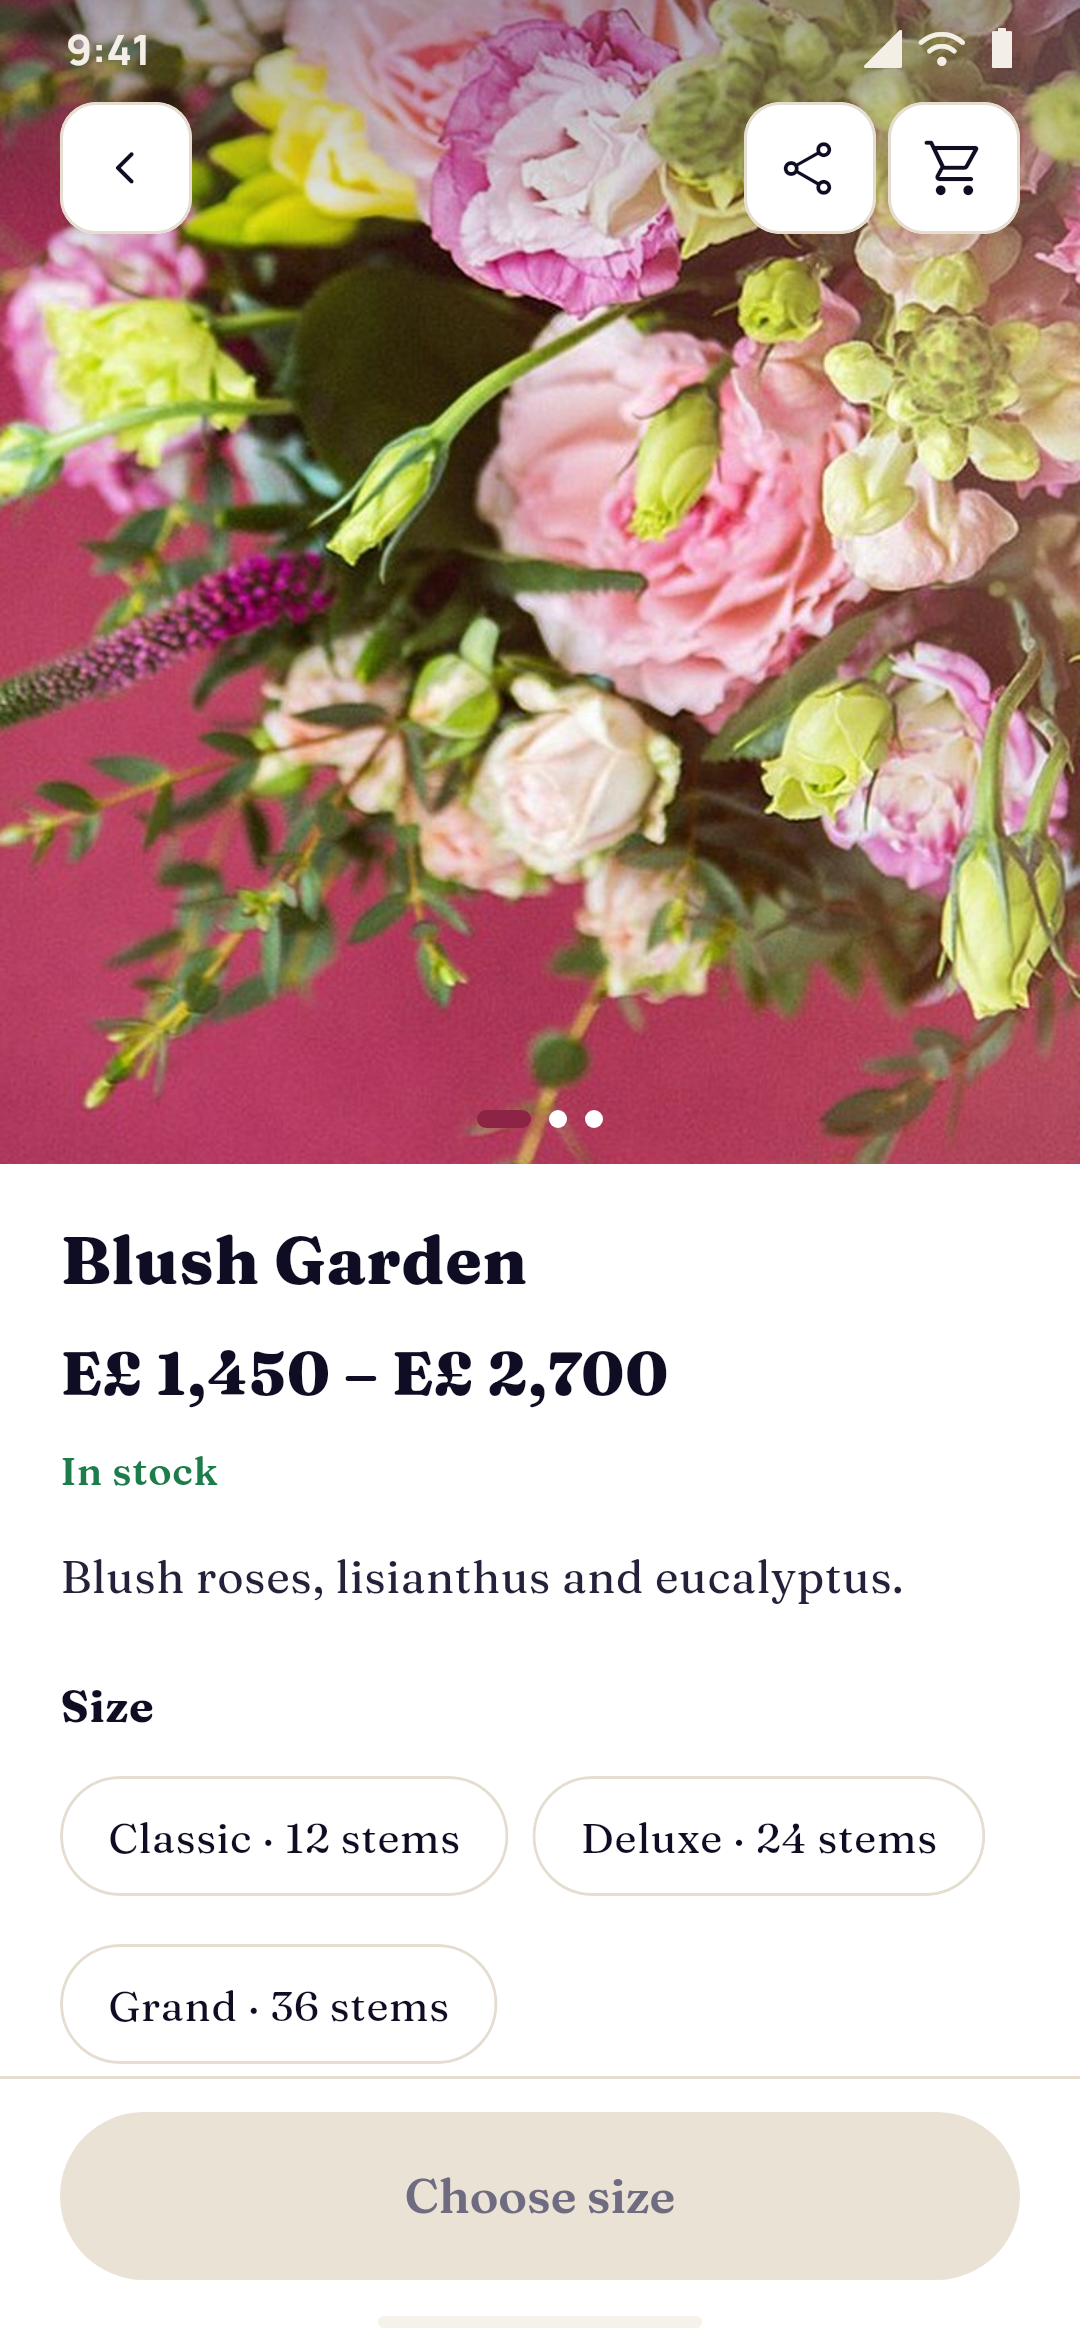 9:41
Blush Garden
E£ 1,450 – E£ 2,700
In stock
Blush roses, lisianthus and eucalyptus.
Size
Classic · 12 stems
Deluxe · 24 stems
Grand · 36 stems
Choose size